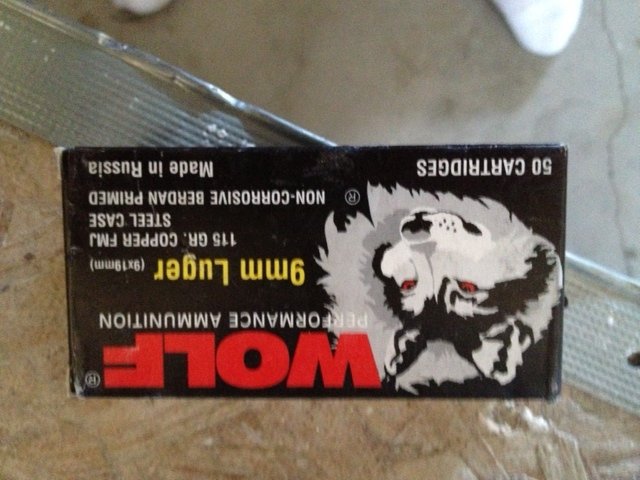 WOLF®
PERFORMANCE AMMUNITION
9mm Luger (9x19mm)
115 GR. COPPER FMJ
STEEL CASE
NON-CORROSIVE BERDAN PRIMED
®
50 CARTRIDGES
Made in Russia